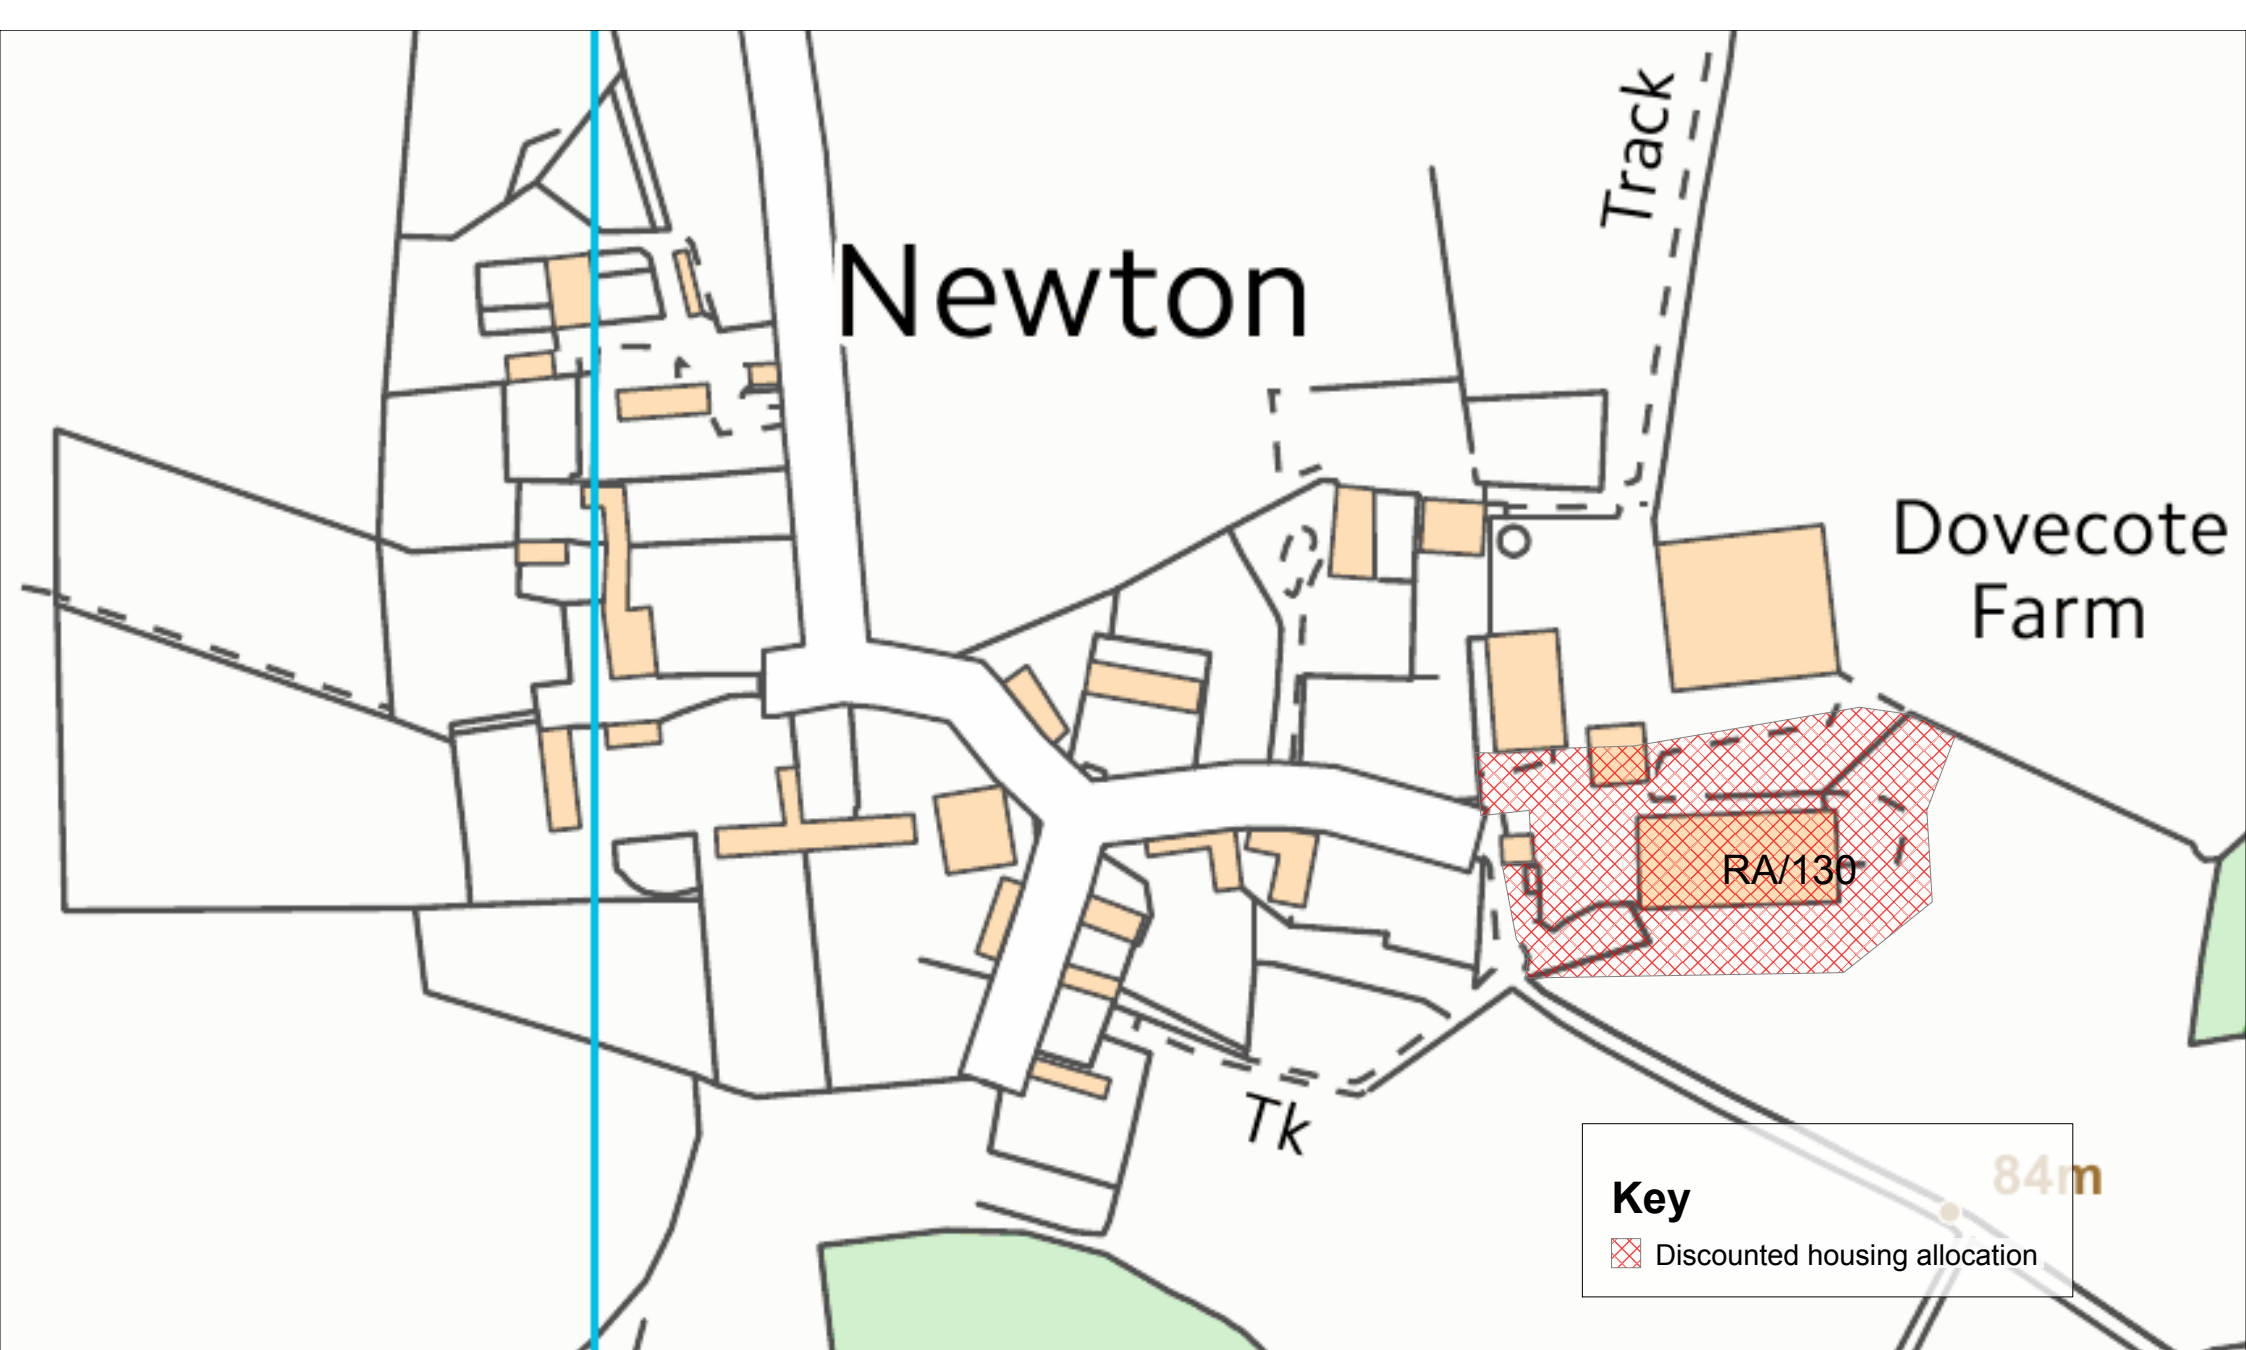 Track
Newton
Dovecote
Farm
RA/130
Tk
84m
Key
Discounted housing allocation